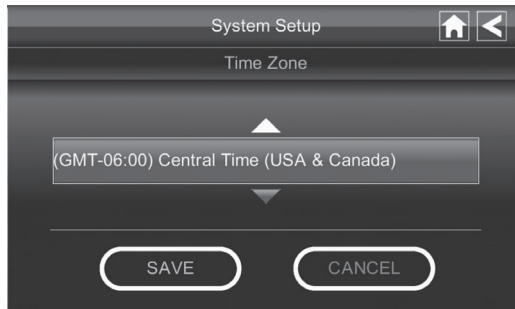 System Setup
Time Zone
(GMT-06:00) Central Time (USA & Canada)
SAVE
CANCEL